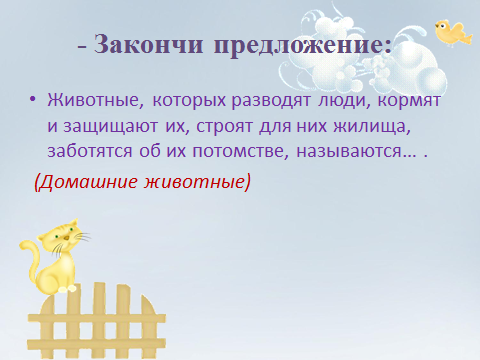 - Закончи предложение:
• Животные, которых разводят люди, кормят
и защищают их, строят для них жилища,
заботятся об их потомстве, называются... .
(Домашние животные)